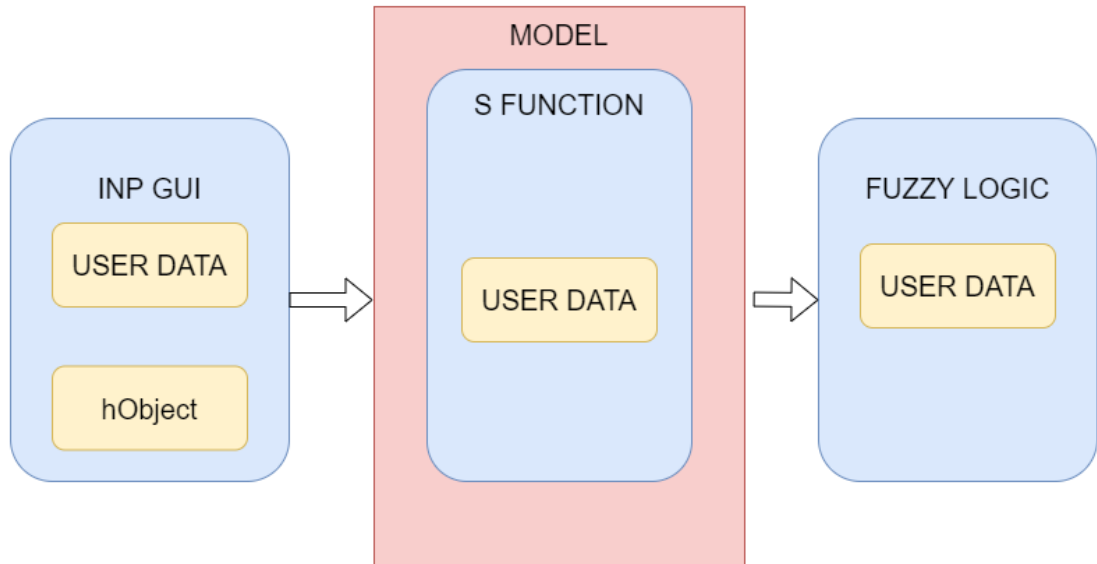 INP GUI
USER DATA
hObject
MODEL
S FUNCTION
USER DATA
FUZZY LOGIC
USER DATA